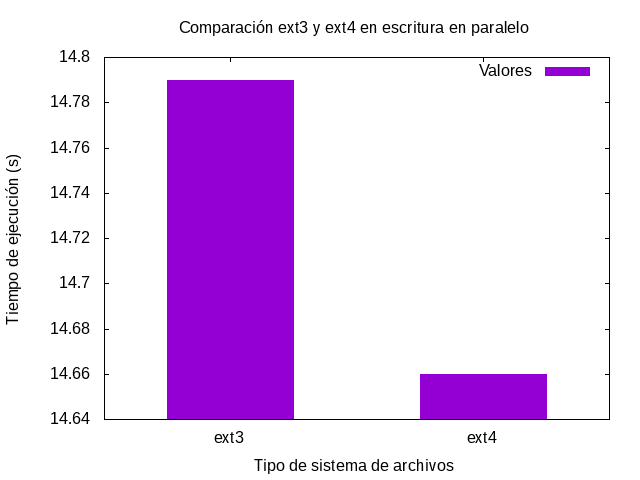 Comparación ext3 y ext4 en escritura en paralelo
Valores
14.8
14.78
14.76
14.74
14.72
14.7
14.68
14.66
14.64
Tiempo de ejecución (s)
ext3
ext4
Tipo de sistema de archivos